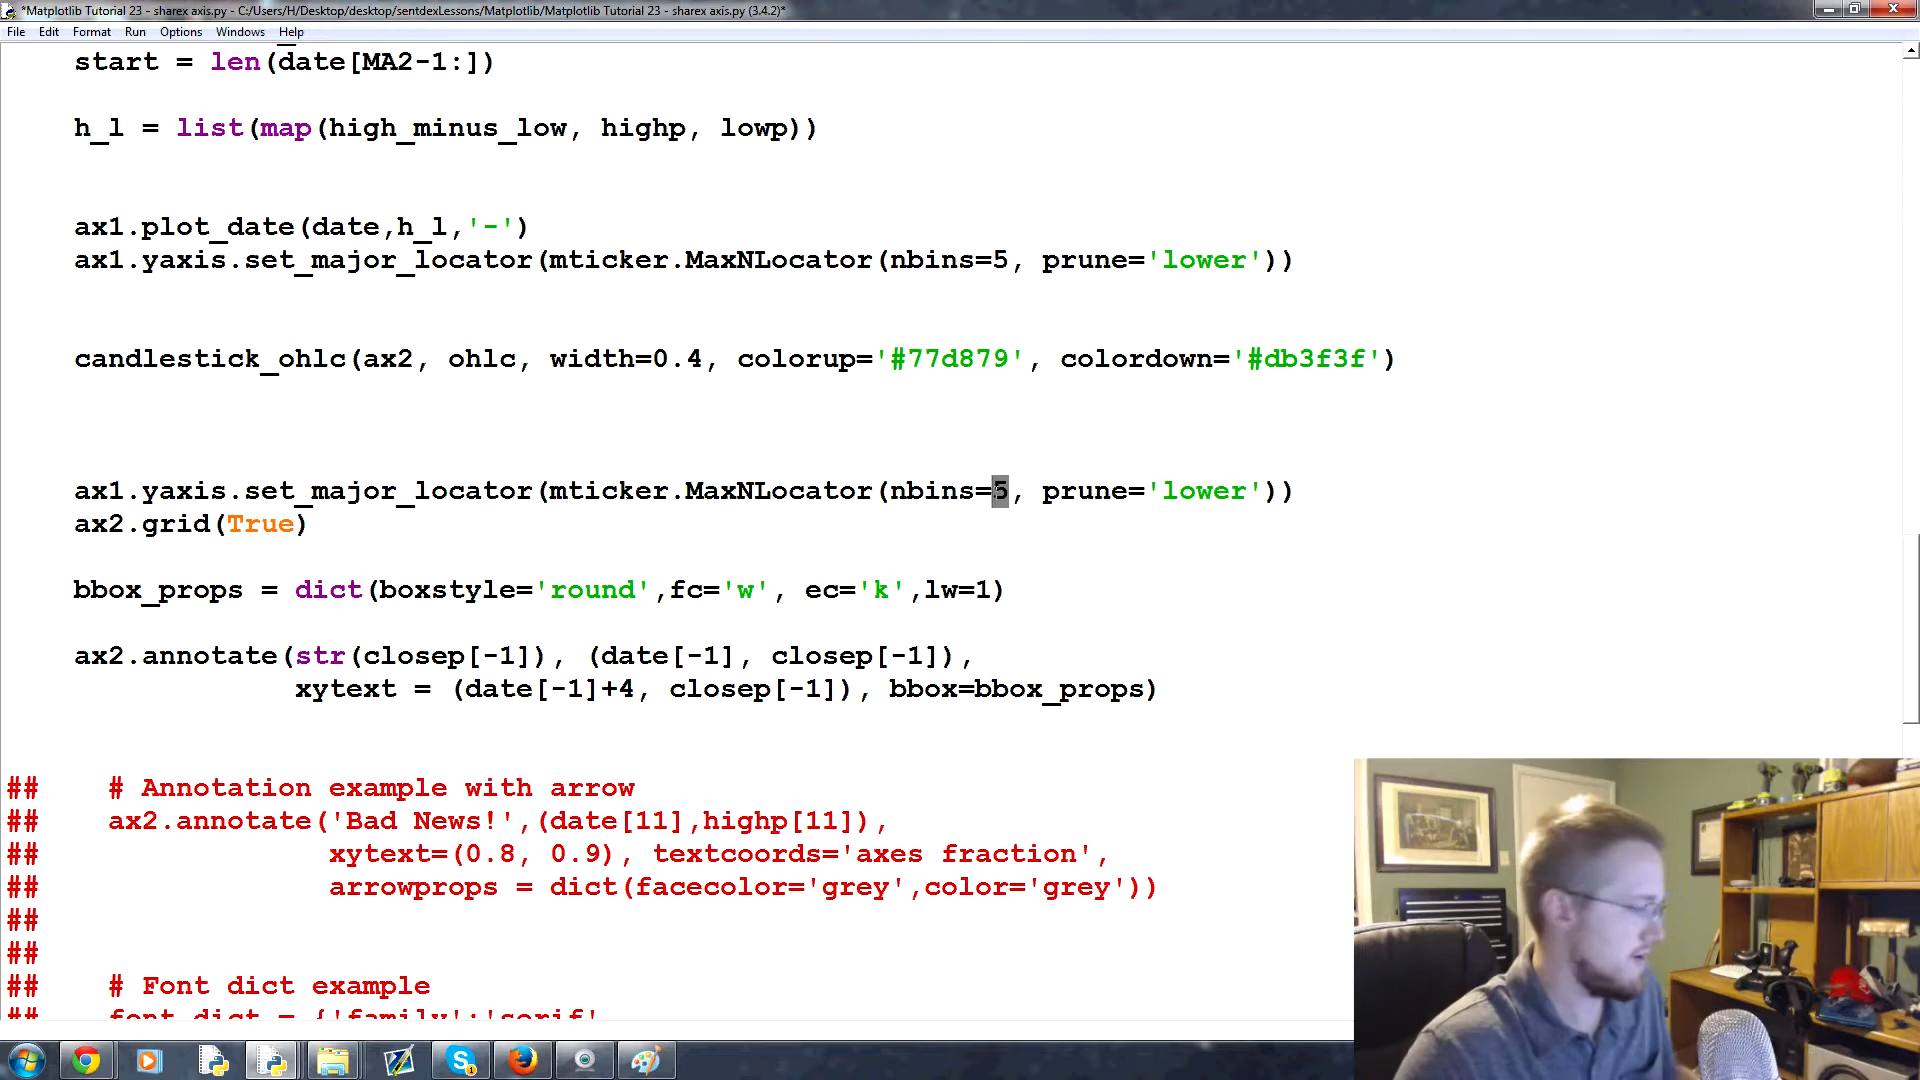 *Matplotlib Tutorial 23 - sharex axis.py - C:/Users/H/Desktop/desktop/sentdexLessons/Matplotlib/Matplotlib Tutorial 23 - sharex axis.py (3.4.2)*
File Edit Format Run Options Windows Help
start = len(date[MA2-1:])
h_l = list(map(high_minus_low, highp, lowp))
ax1.plot_date(date,h_l,'-')
ax1.yaxis.set_major_locator(mticker.MaxNLocator(nbins=5, prune='lower'))
candlestick_ohlc(ax2, ohlc, width=0.4, colorup='#77d879', colordown='#db3f3f')
ax1.yaxis.set_major_locator(mticker.MaxNLocator(nbins=5, prune='lower'))
ax2.grid(True)
bbox_props = dict(boxstyle='round',fc='w', ec='k',lw=1)
ax2.annotate(str(closep[-1]), (date[-1], closep[-1]),
xytext = (date[-1]+4, closep[-1]), bbox=bbox_props)
## # Annotation example with arrow
## ax2.annotate('Bad News!',(date[11],highp[11]),
## xytext=(0.8, 0.9), textcoords='axes fraction',
## arrowprops = dict(facecolor='grey',color='grey'))
##
##
## # Font dict example
## font_dict = {'family':'serif',